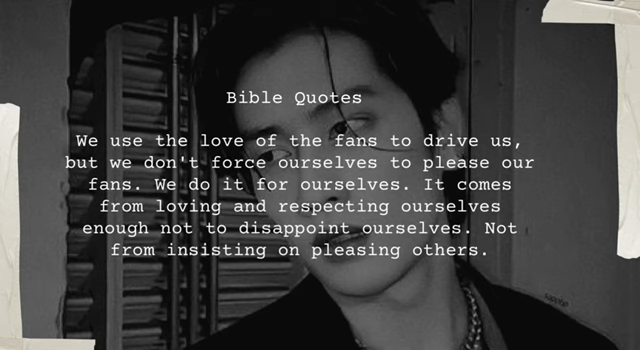 Bible Quotes
We use the love of the fans to drive us,
but we don't force ourselves to please our
fans. We do it for ourselves. It comes
from loving and respecting ourselves
enough not to disappoint ourselves. Not
from insisting on pleasing others.